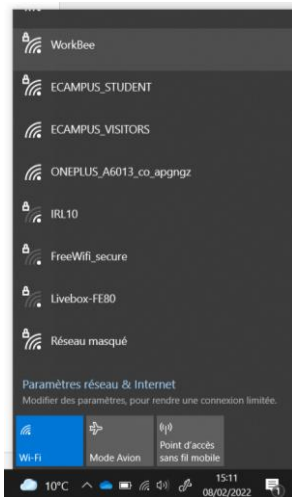 WorkBee
ECAMPUS_STUDENT
ECAMPUS_VISITORS
ONEPLUS_A6013_co_apgngz
IRL10
FreeWifi_secure
Livebox-FE80
Réseau masqué
Paramètres réseau & Internet
Modifier des paramètres, pour rendre une connexion limitée.
Wi-Fi
Mode Avion
Point d'accès
sans fil mobile
10°C
15:11
08/02/2022
1